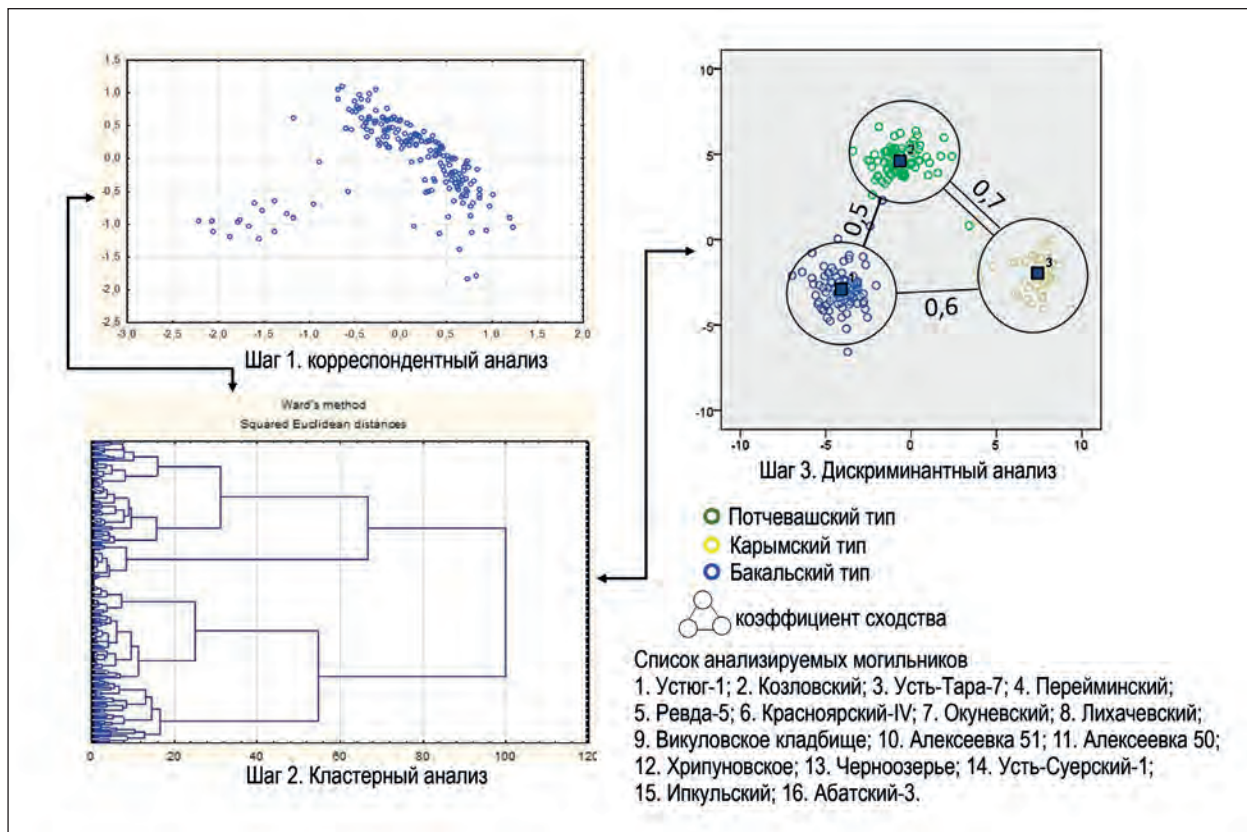 1,5
1,0
0,5
0,0
-0,5
-1,0
-1,5
-2,0
-2,5
-3,0 -2,5 -2,0 -1,5 -1,0 -0,5 0,0 0,5 1,0 1,5 2,0
Шаг 1. корреспондентный анализ
Ward's method
Squared Euclidean distances
0 20 40 60 80 100 120
Шаг 2. Кластерный анализ
10
5
0
-5
-10
-10 -5 0 5 10
2
1
3
0,5
0,7
0,6
Шаг 3. Дискриминантный анализ
Потчевашский тип
Карымский тип
Бакальский тип
коэффициент сходства
Список анализируемых могильников
1. Устюг-1; 2. Козловский; 3. Усть-Тара-7; 4. Перейминский;
5. Ревда-5; 6. Красноярский-IV; 7. Окуневский; 8. Лихачевский;
9. Викуловское кладбище; 10. Алексеевка 51; 11. Алексеевка 50;
12. Хрипуновское; 13. Черноозерье; 14. Усть-Суерский-1;
15. Ипкульский; 16. Абатский-3.